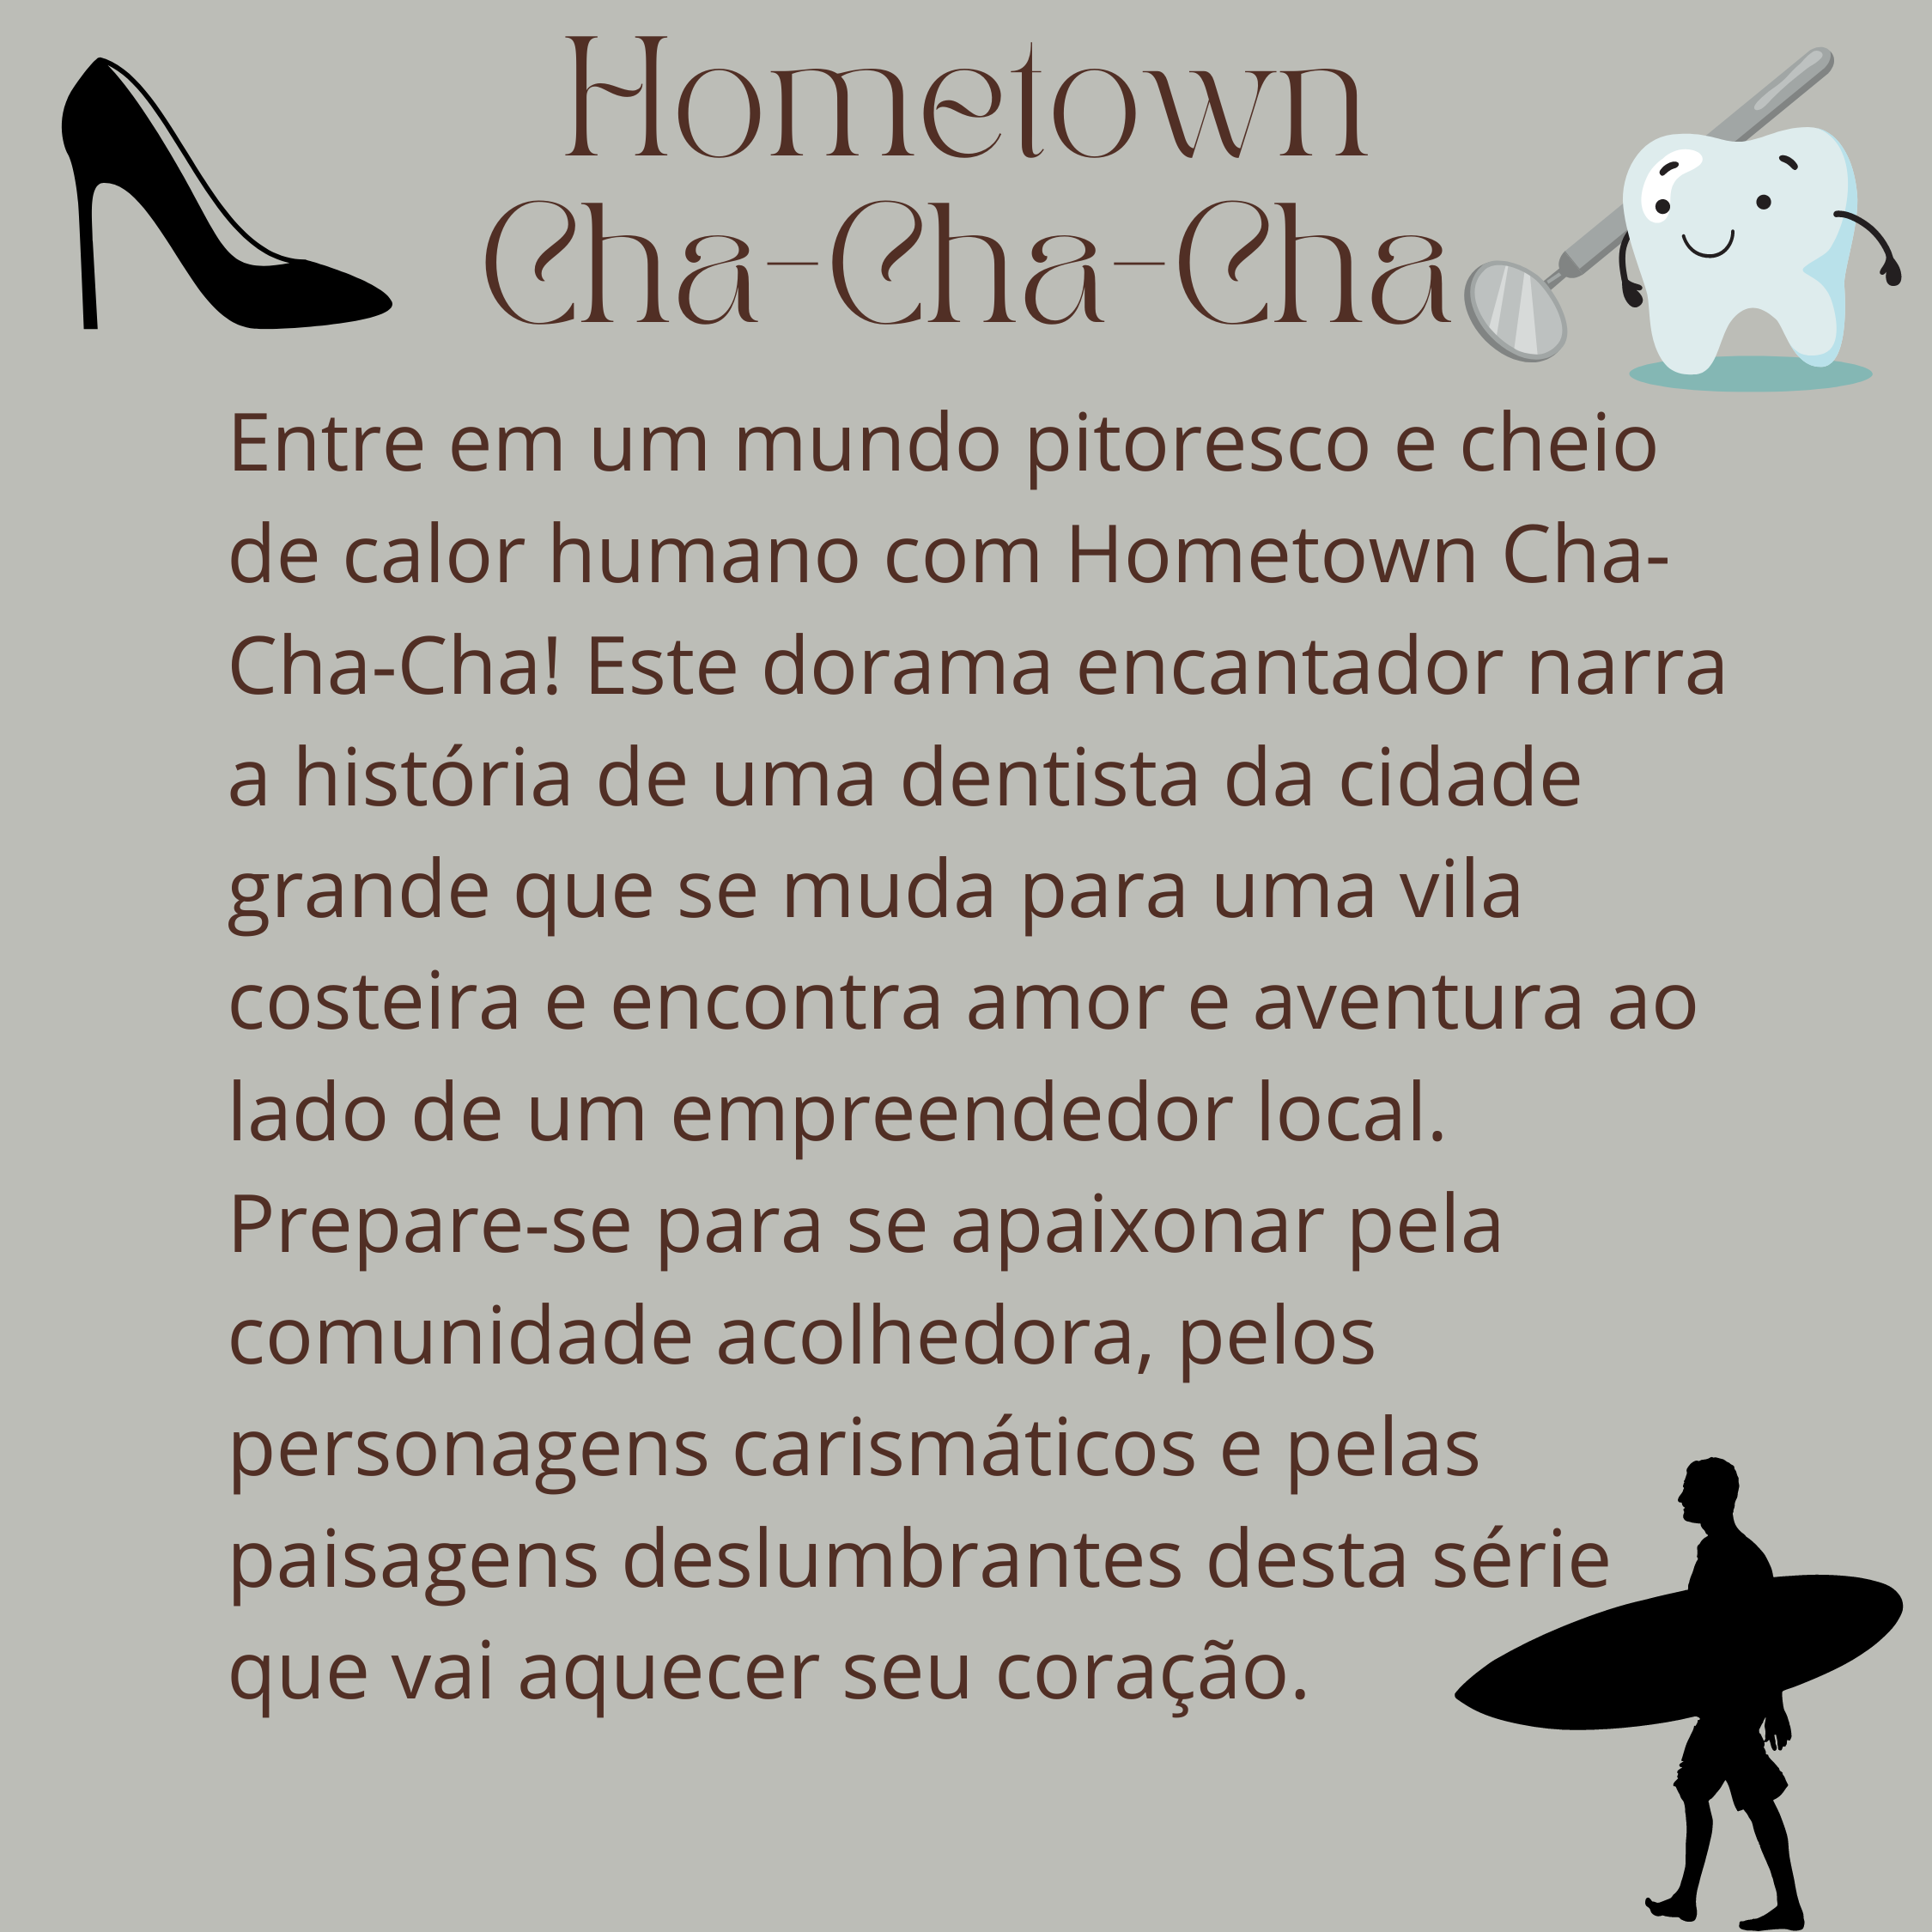 Hometown
Cha-Cha-Cha
Entre em um mundo pitoresco e cheio
de calor humano com Hometown Cha-
Cha-Cha! Este dorama encantador narra
a história de uma dentista da cidade
grande que se muda para uma vila
costeira e encontra amor e aventura ao
lado de um empreendedor local.
Prepare-se para se apaixonar pela
comunidade acolhedora, pelos
personagens carismáticos e pelas
paisagens deslumbrantes desta série
que vai aquecer seu coração.